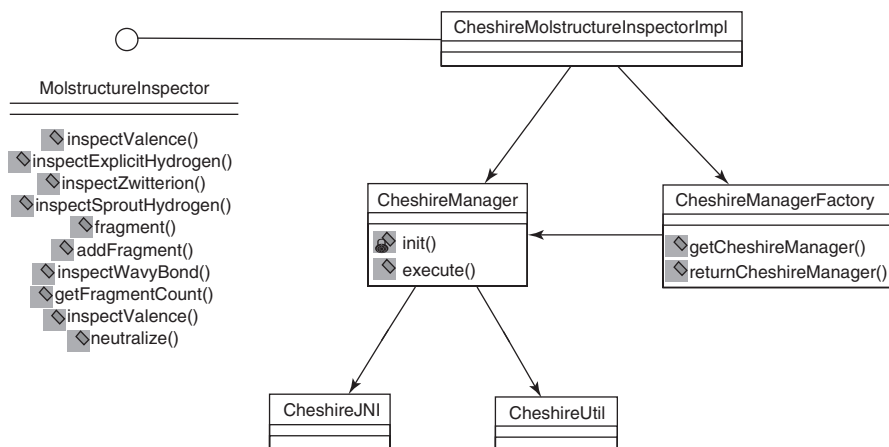 CheshireMolstructureInspectorImpl
MolstructureInspector
inspectValence()
inspectExplicitHydrogen()
inspectZwitterion()
inspectSproutHydrogen()
fragment()
addFragment()
inspectWavyBond()
getFragmentCount()
inspectValence()
neutralize()
CheshireManager
init()
execute()
CheshireManagerFactory
getCheshireManager()
returnCheshireManager()
CheshireJNI
CheshireUtil